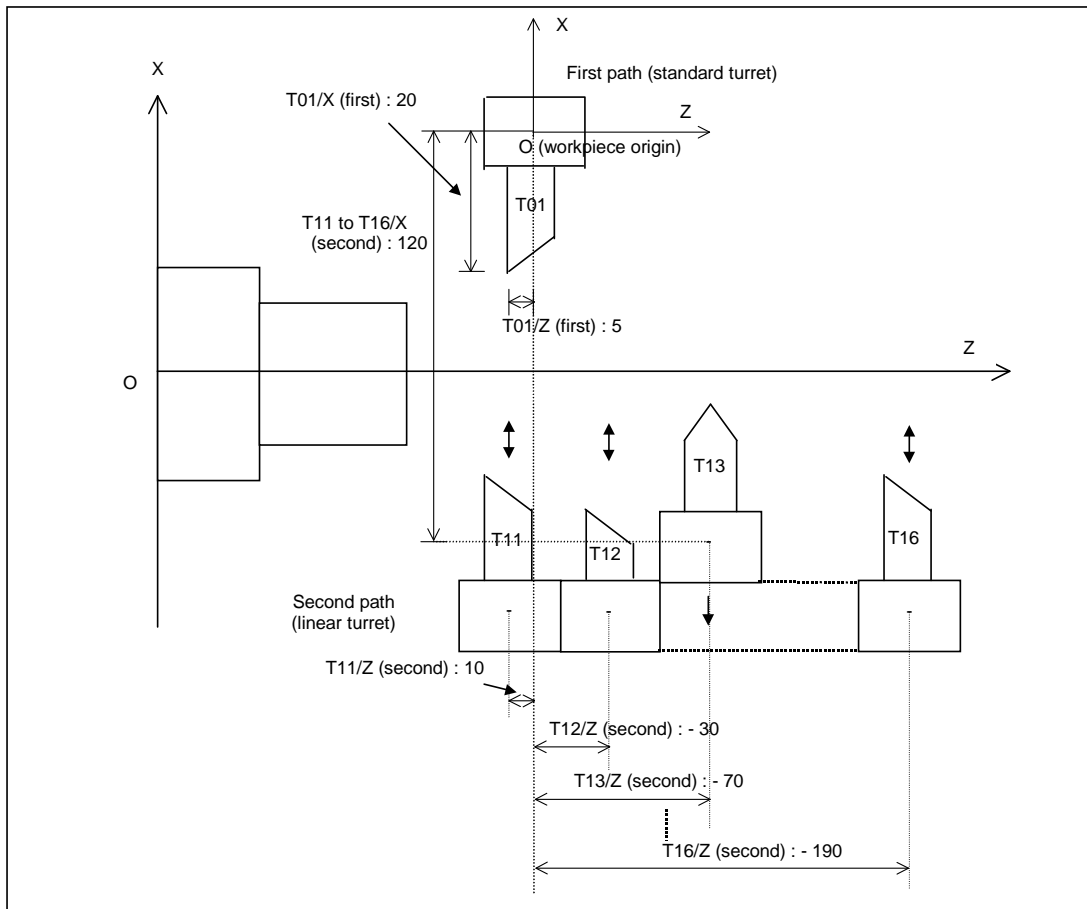 X
First path (standard turret)
X
T01/X (first) : 20
Z
O (workpiece origin)
T01
T11 to T16/X
(second) : 120
T01/Z (first) : 5
Z
O
T13
T11
T12
T16
Second path
(linear turret)
T11/Z (second) : 10
T12/Z (second) : - 30
T13/Z (second) : - 70
T16/Z (second) : - 190